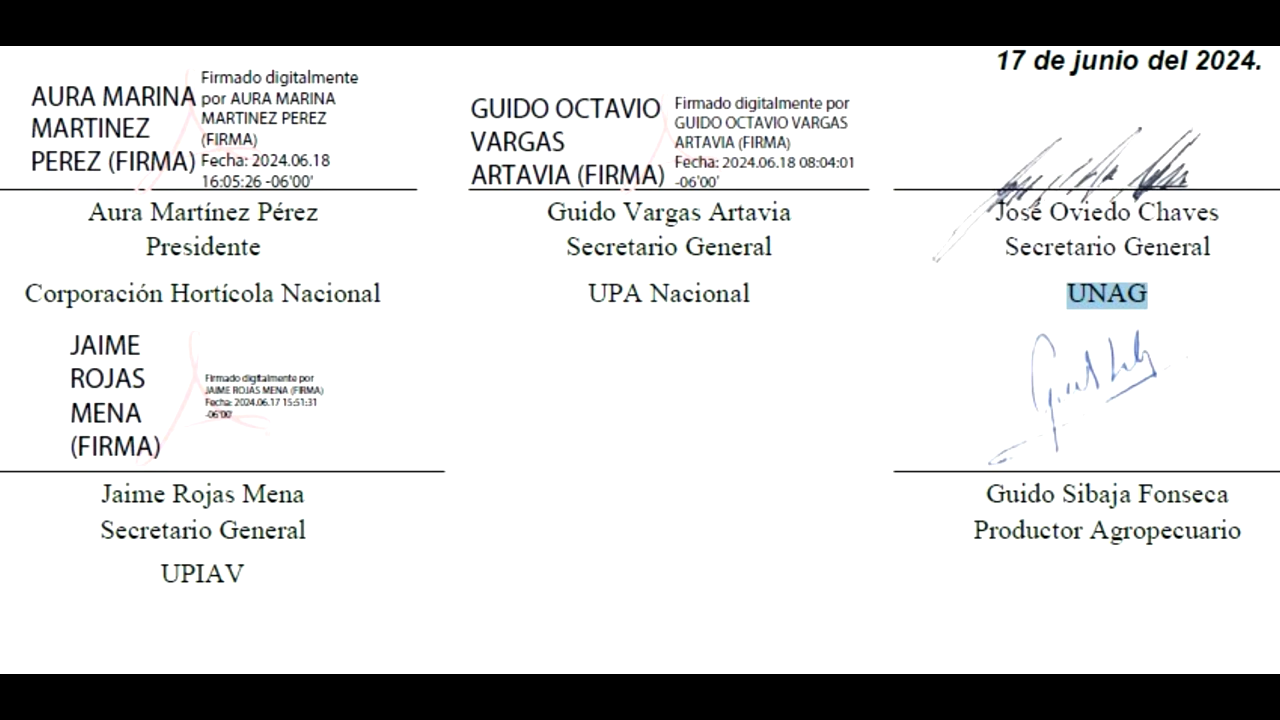 17 de junio del 2024.
AURA MARINA
MARTINEZ
PEREZ (FIRMA)
Firmado digitalmente
por AURA MARINA
MARTINEZ PEREZ
(FIRMA)
Fecha: 2024.06.18
16:05:26 -06'00'
Aura Martínez Pérez
Presidente
Corporación Hortícola Nacional
GUIDO OCTAVIO
VARGAS
ARTAVIA (FIRMA)
Firmado digitalmente por
GUIDO OCTAVIO VARGAS
ARTAVIA (FIRMA)
Fecha: 2024.06.18 08:04:01
-06'00'
Guido Vargas Artavia
Secretario General
UPA Nacional
José Oviedo Chaves
Secretario General
UNAG
JAIME
ROJAS
MENA
(FIRMA)
Firmado digitalmente por
JAIME ROJAS MENA (FIRMA)
Fecha: 2024.06.17 15:51:31
-06'00'
Jaime Rojas Mena
Secretario General
UPIAV
Guido Sibaja Fonseca
Productor Agropecuario